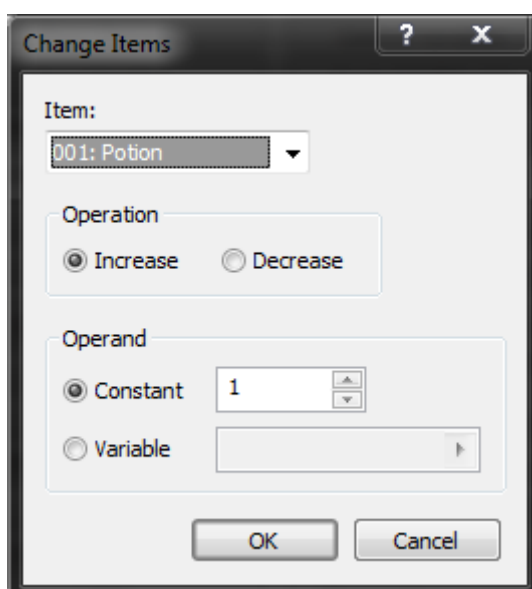 Change Items
?
x
Item:
001: Potion
Operation
Increase Decrease
Operand
Constant 1
Variable
OK Cancel